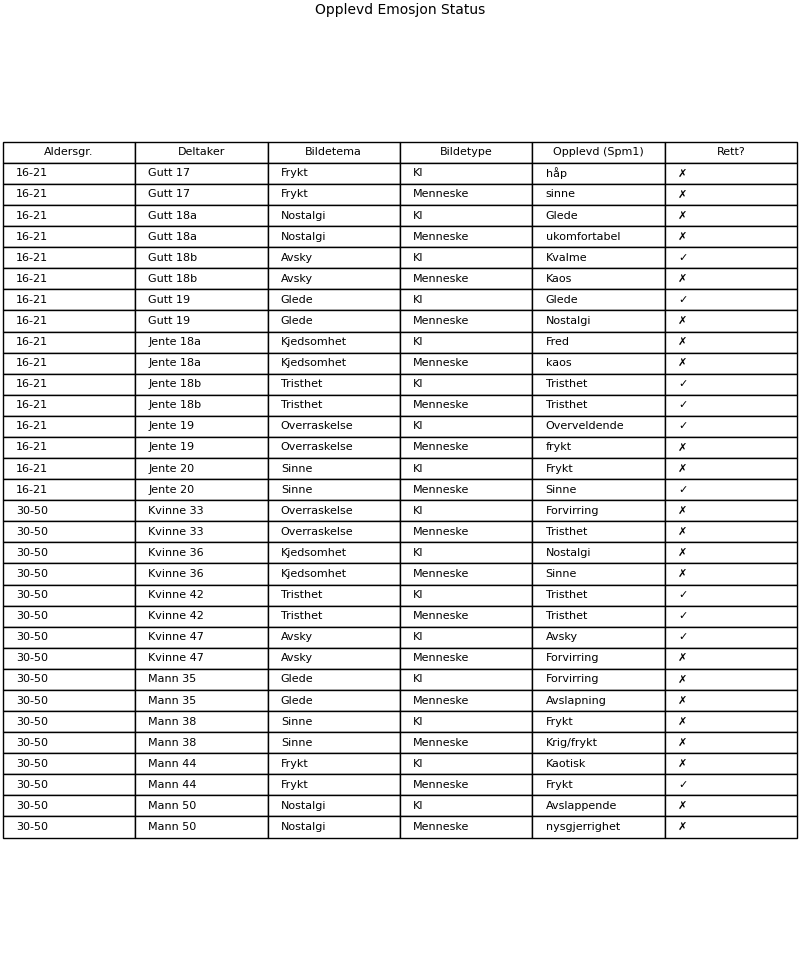 Opplevd Emosjon Status
Aldersgr. Deltaker Bildetema Bildetype Opplevd (Spm1) Rett?
16-21 Gutt 17 Frykt KI håp ✗
16-21 Gutt 17 Frykt Menneske sinne ✗
16-21 Gutt 18a Nostalgi KI Glede ✗
16-21 Gutt 18a Nostalgi Menneske ukomfortabel ✗
16-21 Gutt 18b Avsky KI Kvalme ✓
16-21 Gutt 18b Avsky Menneske Kaos ✗
16-21 Gutt 19 Glede KI Glede ✓
16-21 Gutt 19 Glede Menneske Nostalgi ✗
16-21 Jente 18a Kjedsomhet KI Fred ✗
16-21 Jente 18a Kjedsomhet Menneske kaos ✗
16-21 Jente 18b Tristhet KI Tristhet ✓
16-21 Jente 18b Tristhet Menneske Tristhet ✓
16-21 Jente 19 Overraskelse KI Overveldende ✓
16-21 Jente 19 Overraskelse Menneske frykt ✗
16-21 Jente 20 Sinne KI Frykt ✗
16-21 Jente 20 Sinne Menneske Sinne ✓
30-50 Kvinne 33 Overraskelse KI Forvirring ✗
30-50 Kvinne 33 Overraskelse Menneske Tristhet ✗
30-50 Kvinne 36 Kjedsomhet KI Nostalgi ✗
30-50 Kvinne 36 Kjedsomhet Menneske Sinne ✗
30-50 Kvinne 42 Tristhet KI Tristhet ✓
30-50 Kvinne 42 Tristhet Menneske Tristhet ✓
30-50 Kvinne 47 Avsky KI Avsky ✓
30-50 Kvinne 47 Avsky Menneske Forvirring ✗
30-50 Mann 35 Glede KI Forvirring ✗
30-50 Mann 35 Glede Menneske Avslapning ✗
30-50 Mann 38 Sinne KI Frykt ✗
30-50 Mann 38 Sinne Menneske Krig/frykt ✗
30-50 Mann 44 Frykt KI Kaotisk ✗
30-50 Mann 44 Frykt Menneske Frykt ✓
30-50 Mann 50 Nostalgi KI Avslappende ✗
30-50 Mann 50 Nostalgi Menneske nysgjerrighet ✗